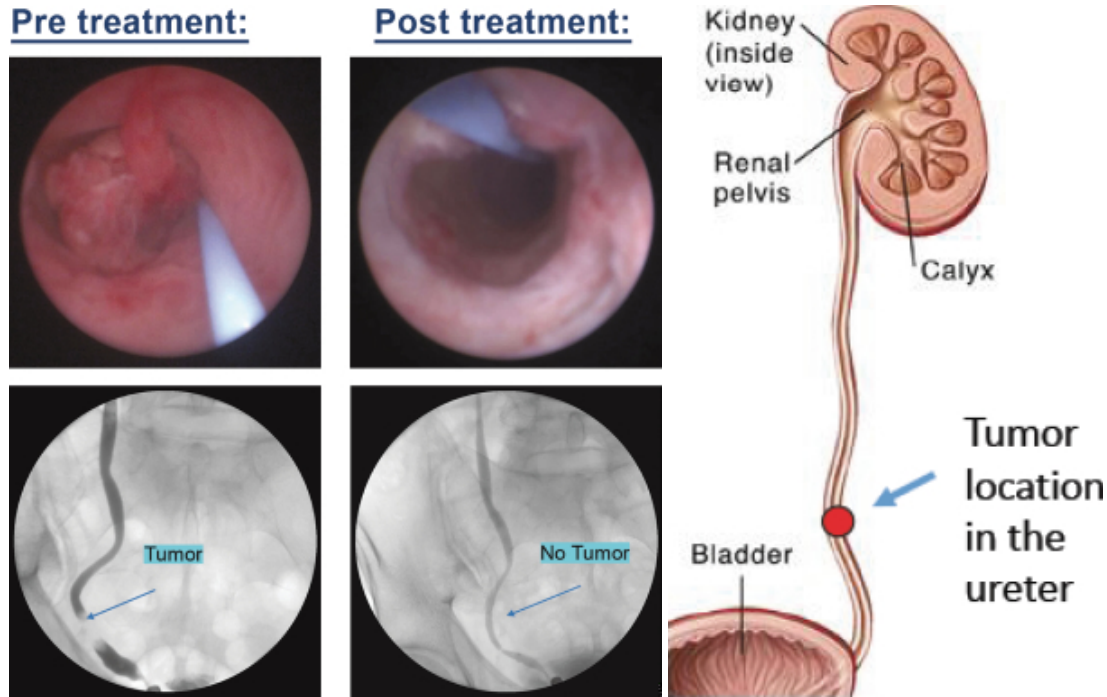 Pre treatment:
Post treatment:
Tumor
No Tumor
Kidney
(inside
view)
Renal
pelvis
Calyx
Tumor
location
in the
ureter
Bladder